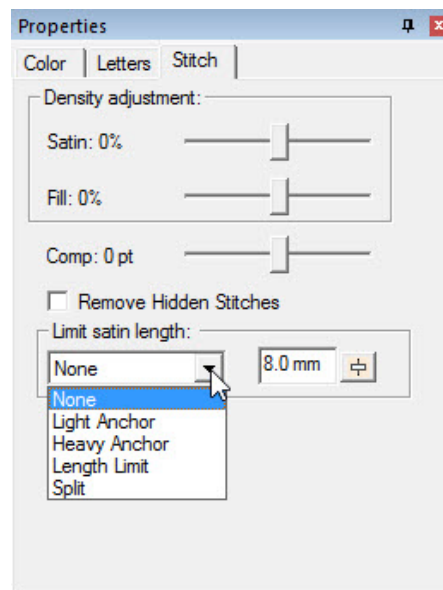 Properties
Color Letters Stitch
Density adjustment:
Satin: 0%
Fill: 0%
Comp: 0 pt
Remove Hidden Stitches
Limit satin length:
None 8.0 mm
None
Light Anchor
Heavy Anchor
Length Limit
Split